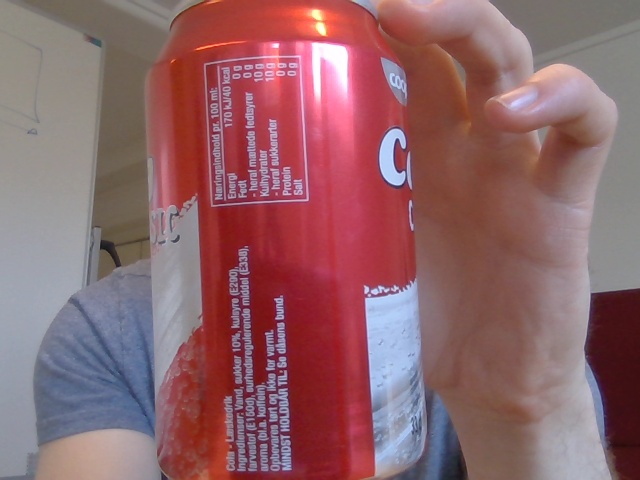 Næringsindhold pr. 100 ml:
Energi 170 kJ/40 kcal
Fedt 0 g
- heraf mættede fedtsyrer 0 g
Kulhydrater 10 g
- heraf sukkerarter 10 g
Protein 0 g
Salt 0 g
Cola - Læskedrik
Ingredienser: Vand, sukker 10%, kulsyre (E290),
farvestof (E150d), surhedsregulerende middel (E338),
aroma (bl.a. koffein).
Opbevares tørt og ikke for varmt.
MINDST HOLDBAR TIL: Se dåsens bund.
SIC
COO
Co